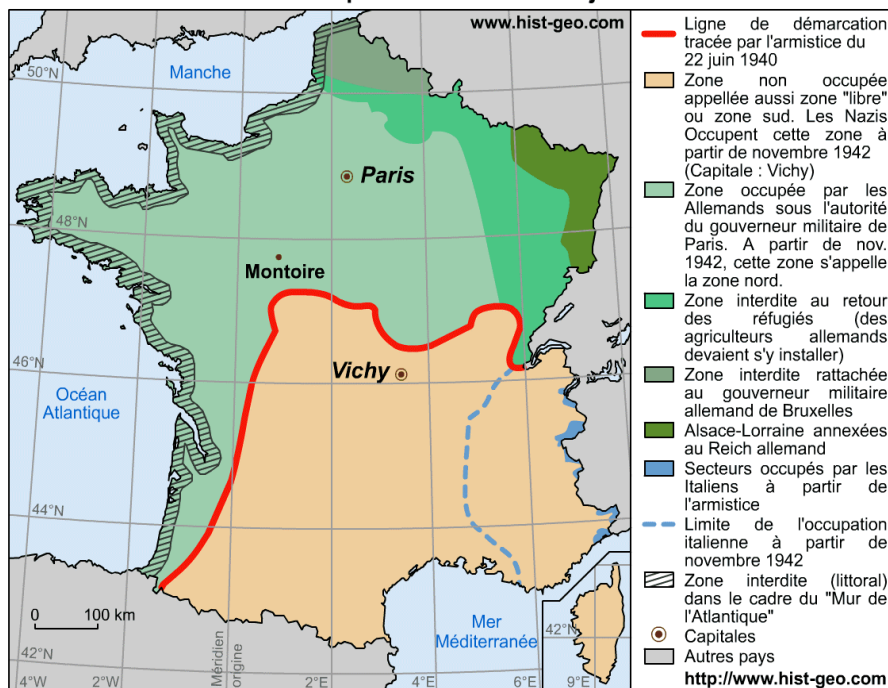 www.hist-geo.com
50°N
Manche
Paris
48°N
Montoire
46°N
Vichy
Océan
Atlantique
44°N
0 100 km
Mer
Méditerranée
42°N
42°N
Méridien
origine
4°W
2°W
2°E
4°E
6°E
9°E
Ligne de démarcation
tracée par l'armistice du
22 juin 1940
Zone non occupée
appellée aussi zone "libre"
ou zone sud. Les Nazis
Occupent cette zone à
partir de novembre 1942
(Capitale : Vichy)
Zone occupée par les
Allemands sous l'autorité
du gouverneur militaire de
Paris. A partir de nov.
1942, cette zone s'appelle
la zone nord.
Zone interdite au retour
des réfugiés (des
agriculteurs allemands
devaient s'y installer)
Zone interdite rattachée
au gouverneur militaire
allemand de Bruxelles
Alsace-Lorraine annexées
au Reich allemand
Secteurs occupés par les
Italiens à partir de
l'armistice
Limite de l'occupation
italienne à partir de
novembre 1942
Zone interdite (littoral)
dans le cadre du "Mur de
l'Atlantique"
Capitales
Autres pays
http://www.hist-geo.com